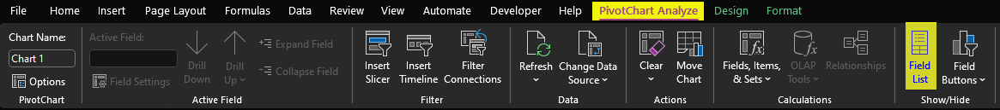 File Home Insert Page Layout Formulas Data Review View Automate Developer Help PivotChart Analyze Design Format
Chart Name:
Chart 1
Options
PivotChart
Active Field:
Field Settings
Drill
Down
Drill
Up
Expand Field
Collapse Field
Active Field
Insert
Slicer
Insert
Timeline
Filter
Connections
Filter
Refresh
Change Data
Source
Data
Clear
Move
Chart
Actions
Fields, Items,
& Sets
OLAP
Tools
Relationships
Calculations
Field
List
Field
Buttons
Show/Hide